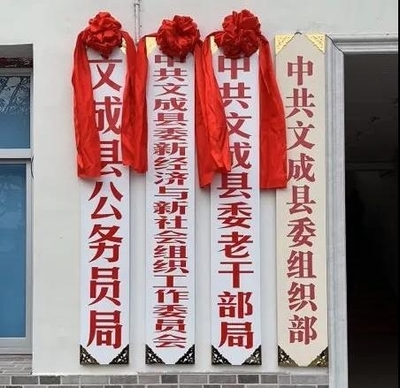 文成县公务员局
中共文成县委新经济与新社会组织工作委员会
中共文成县委老干部局
中共文成县委组织部